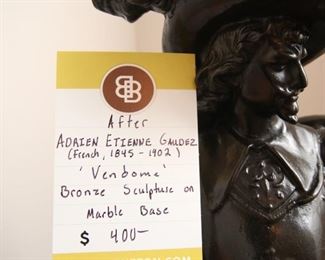 After
ADRIEN ETIENNE GAUDEZ
(French, 1845 - 1902)
'Vendome'
Bronze Sculpture on
Marble Base
$ 400-